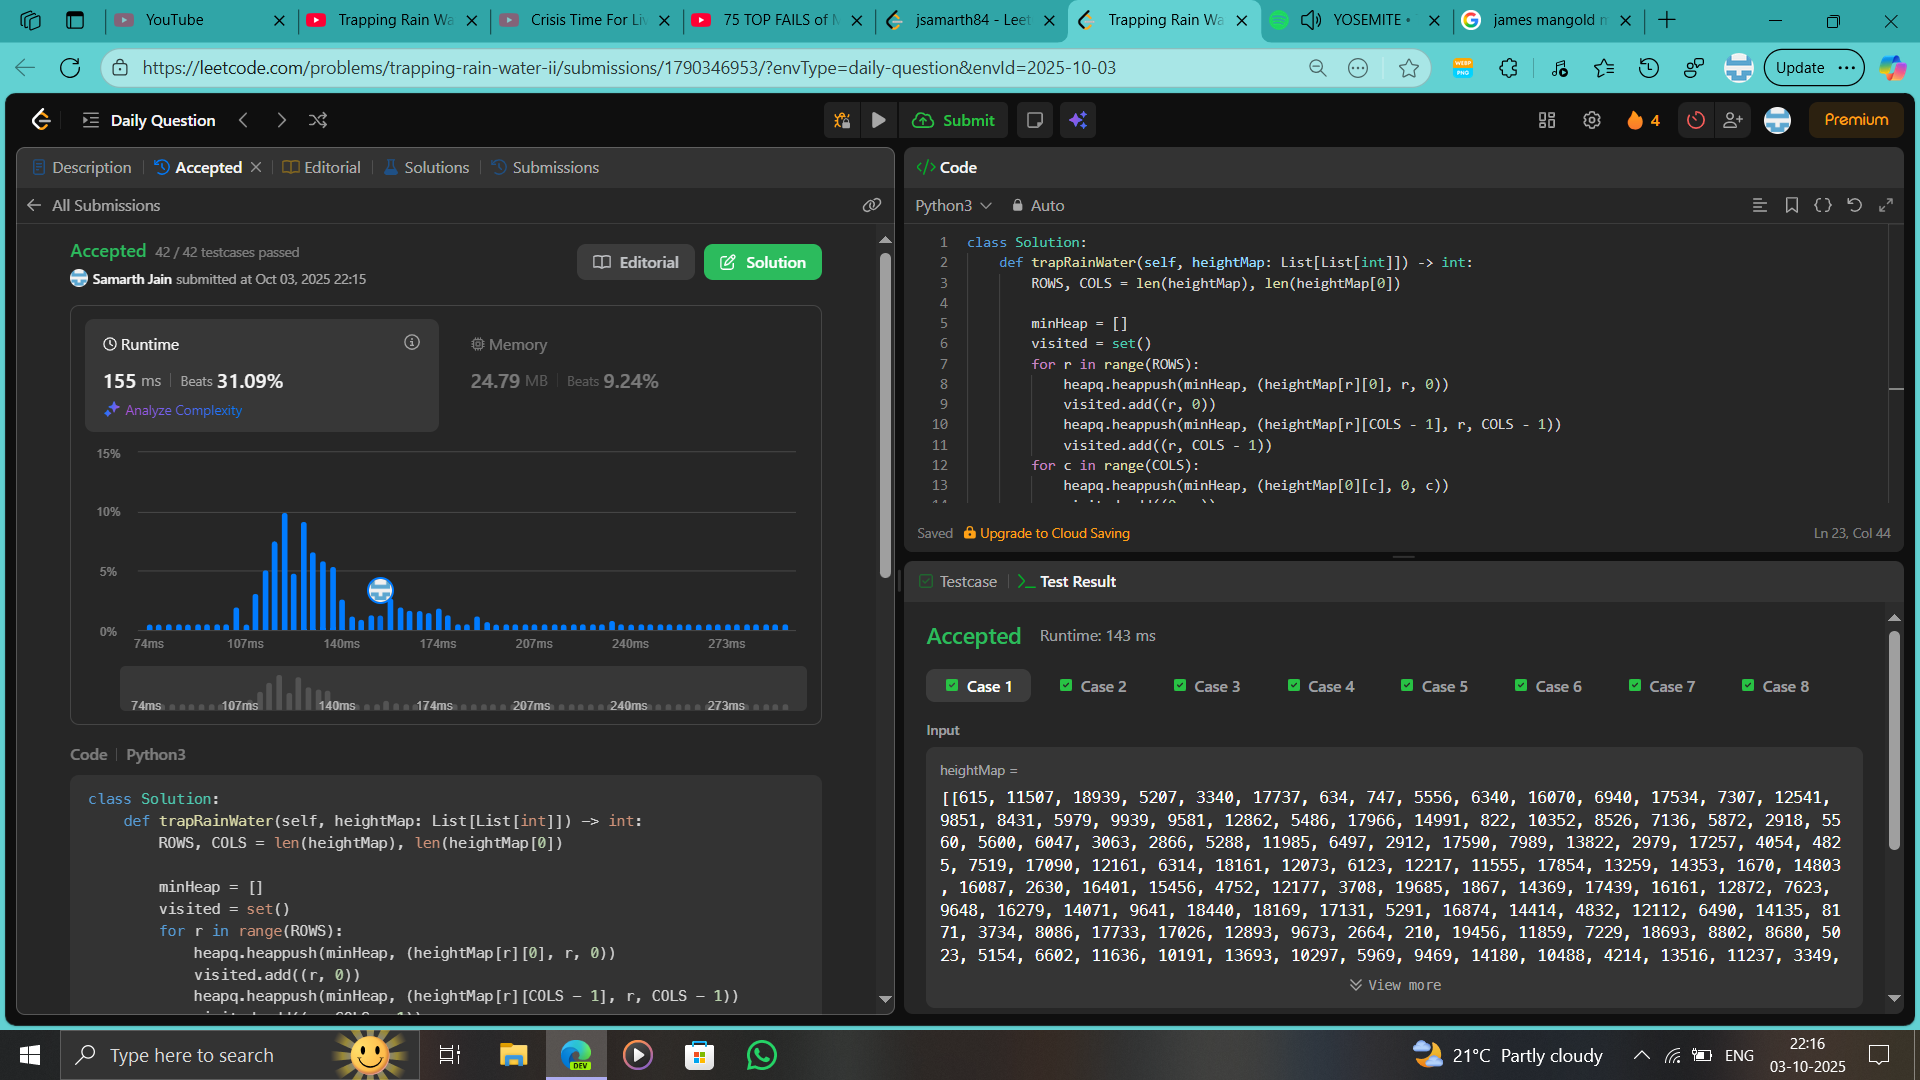 YouTube
Trapping Rain Wa
Crisis Time For Liv
75 TOP FAILS of M
jsamarth84 - Leet
Trapping Rain Wa
YOSEMITE •
james mangold m
https://leetcode.com/problems/trapping-rain-water-ii/submissions/1790346953/?envType=daily-question&envId=2025-10-03
WEBP
PNG
Update
Daily Question
Submit
4
Premium
Description
Accepted
Editorial
Solutions
Submissions
All Submissions
Accepted 42 / 42 testcases passed
Samarth Jain submitted at Oct 03, 2025 22:15
Editorial
Solution
Runtime
155 ms | Beats 31.09%
Analyze Complexity
Memory
24.79 MB | Beats 9.24%
15%
10%
5%
0%
74ms 107ms 140ms 174ms 207ms 240ms 273ms
74ms 107ms 140ms 174ms 207ms 240ms 273ms
Code | Python3
class Solution:
    def trapRainWater(self, heightMap: List[List[int]]) -> int:
        ROWS, COLS = len(heightMap), len(heightMap[0])
        minHeap = []
        visited = set()
        for r in range(ROWS):
            heapq.heappush(minHeap, (heightMap[r][0], r, 0))
            visited.add((r, 0))
            heapq.heappush(minHeap, (heightMap[r][COLS - 1], r, COLS - 1))
</> Code
Python3
Auto
1 class Solution:
2     def trapRainWater(self, heightMap: List[List[int]]) -> int:
3         ROWS, COLS = len(heightMap), len(heightMap[0])
4
5         minHeap = []
6         visited = set()
7         for r in range(ROWS):
8             heapq.heappush(minHeap, (heightMap[r][0], r, 0))
9             visited.add((r, 0))
10             heapq.heappush(minHeap, (heightMap[r][COLS - 1], r, COLS - 1))
11             visited.add((r, COLS - 1))
12         for c in range(COLS):
13             heapq.heappush(minHeap, (heightMap[0][c], 0, c))
Saved
Upgrade to Cloud Saving
Ln 23, Col 44
Testcase
Test Result
Accepted Runtime: 143 ms
Case 1
Case 2
Case 3
Case 4
Case 5
Case 6
Case 7
Case 8
Input
heightMap =
[[615, 11507, 18939, 5207, 3340, 17737, 634, 747, 5556, 6340, 16070, 6940, 17534, 7307, 12541,
9851, 8431, 5979, 9939, 9581, 12862, 5486, 17966, 14991, 822, 10352, 8526, 7136, 5872, 2918, 55
60, 5600, 6047, 3063, 2866, 5288, 11985, 6497, 2912, 17590, 7989, 13822, 2979, 17257, 4054, 482
5, 7519, 17090, 12161, 6314, 18161, 12073, 6123, 12217, 11555, 17854, 13259, 14353, 1670, 14803
, 16087, 2630, 16401, 15456, 4752, 12177, 3708, 19685, 1867, 14369, 17439, 16161, 12872, 7623,
9648, 16279, 14071, 9641, 18440, 18169, 17131, 5291, 16874, 14414, 4832, 12112, 6490, 14135, 81
71, 3734, 8086, 17733, 17026, 12893, 9673, 2664, 210, 19456, 11859, 7229, 18693, 8802, 8680, 50
23, 5154, 6602, 11636, 10191, 13693, 10297, 5969, 9469, 14180, 10488, 4214, 13516, 11237, 3349,
View more
Type here to search
DEV
21°C Partly cloudy
ENG
22:16
03-10-2025